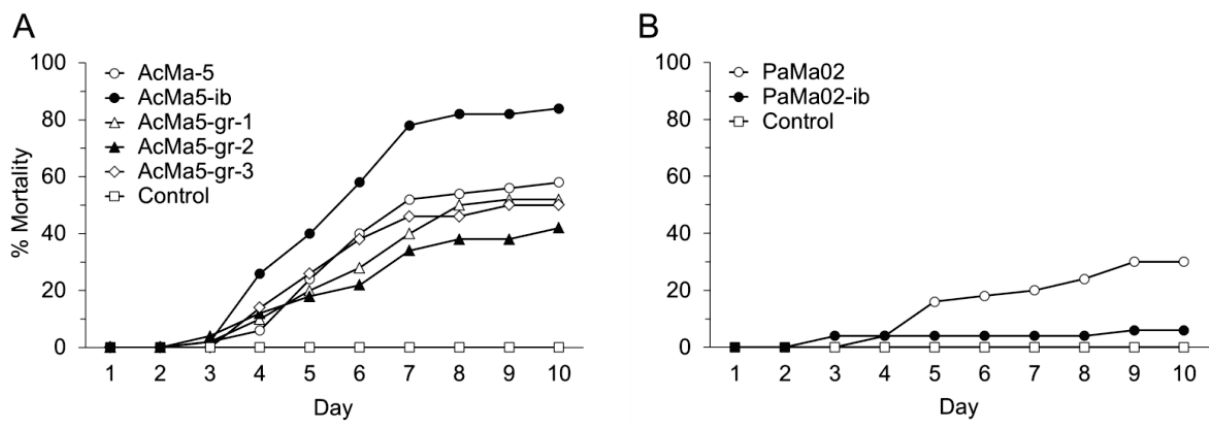 A
100
80
60
40
20
0
% Mortality
AcMa-5
AcMa5-ib
AcMa5-gr-1
AcMa5-gr-2
AcMa5-gr-3
Control
1 2 3 4 5 6 7 8 9 10
Day
B
100
80
60
40
20
0
PaMa02
PaMa02-ib
Control
1 2 3 4 5 6 7 8 9 10
Day